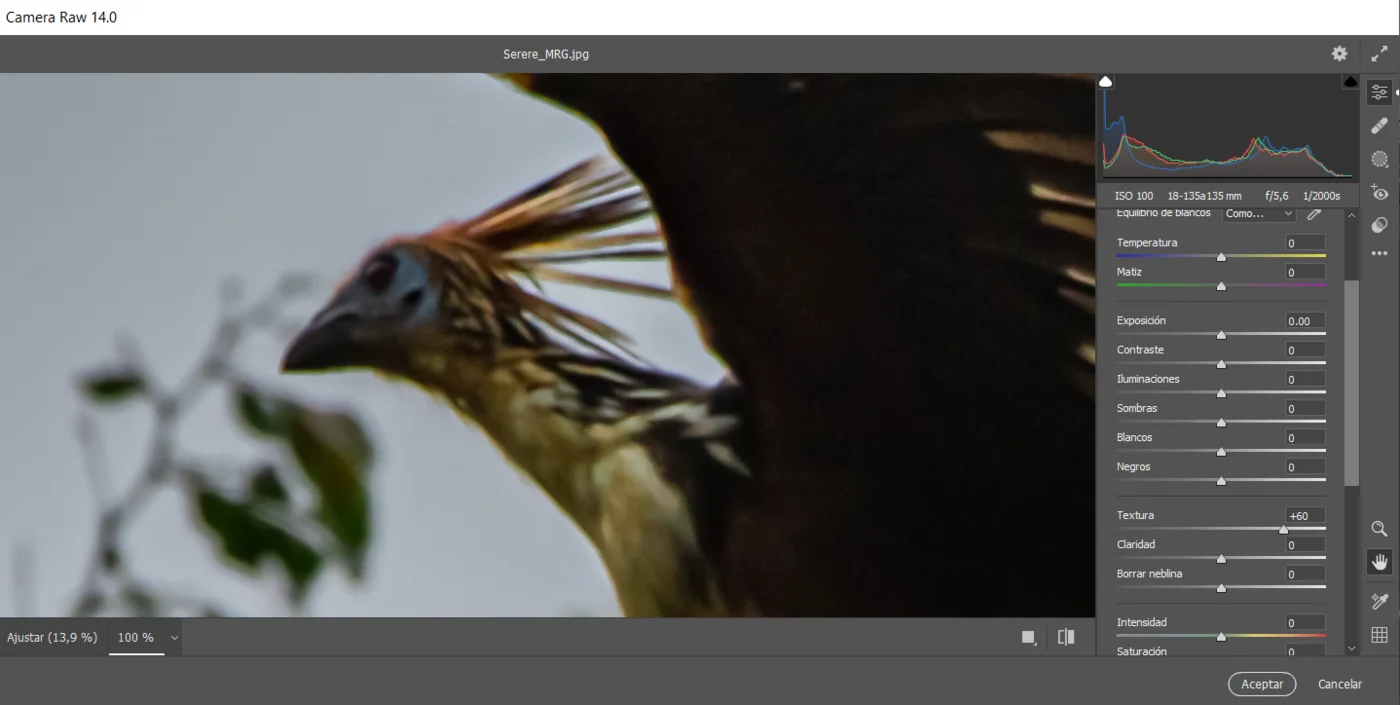 Camera Raw 14.0
Serere_MRG.jpg
ISO 100 18-135a135 mm f/5,6 1/2000s
Equilibrio de blancos Como...
Temperatura 0
Matiz 0
Exposición 0.00
Contraste 0
Iluminaciones 0
Sombras 0
Blancos 0
Negros 0
Textura +60
Claridad 0
Borrar neblina 0
Intensidad 0
Saturación 0
Ajustar (13,9 %) 100 %
Aceptar Cancelar